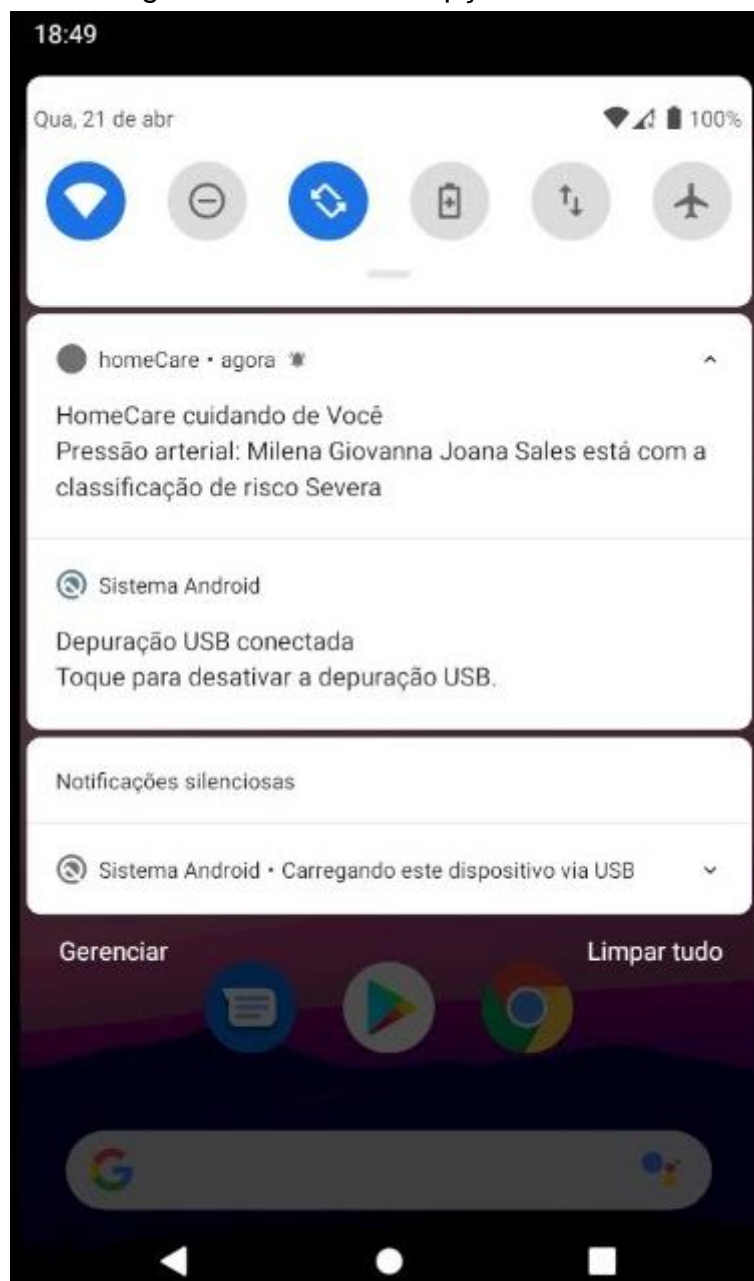 18:49
Qua, 21 de abr
100%
homeCare • agora
HomeCare cuidando de Você
Pressão arterial: Milena Giovanna Joana Sales está com a
classificação de risco Severa
Sistema Android
Depuração USB conectada
Toque para desativar a depuração USB.
Notificações silenciosas
Sistema Android • Carregando este dispositivo via USB
Gerenciar
Limpar tudo